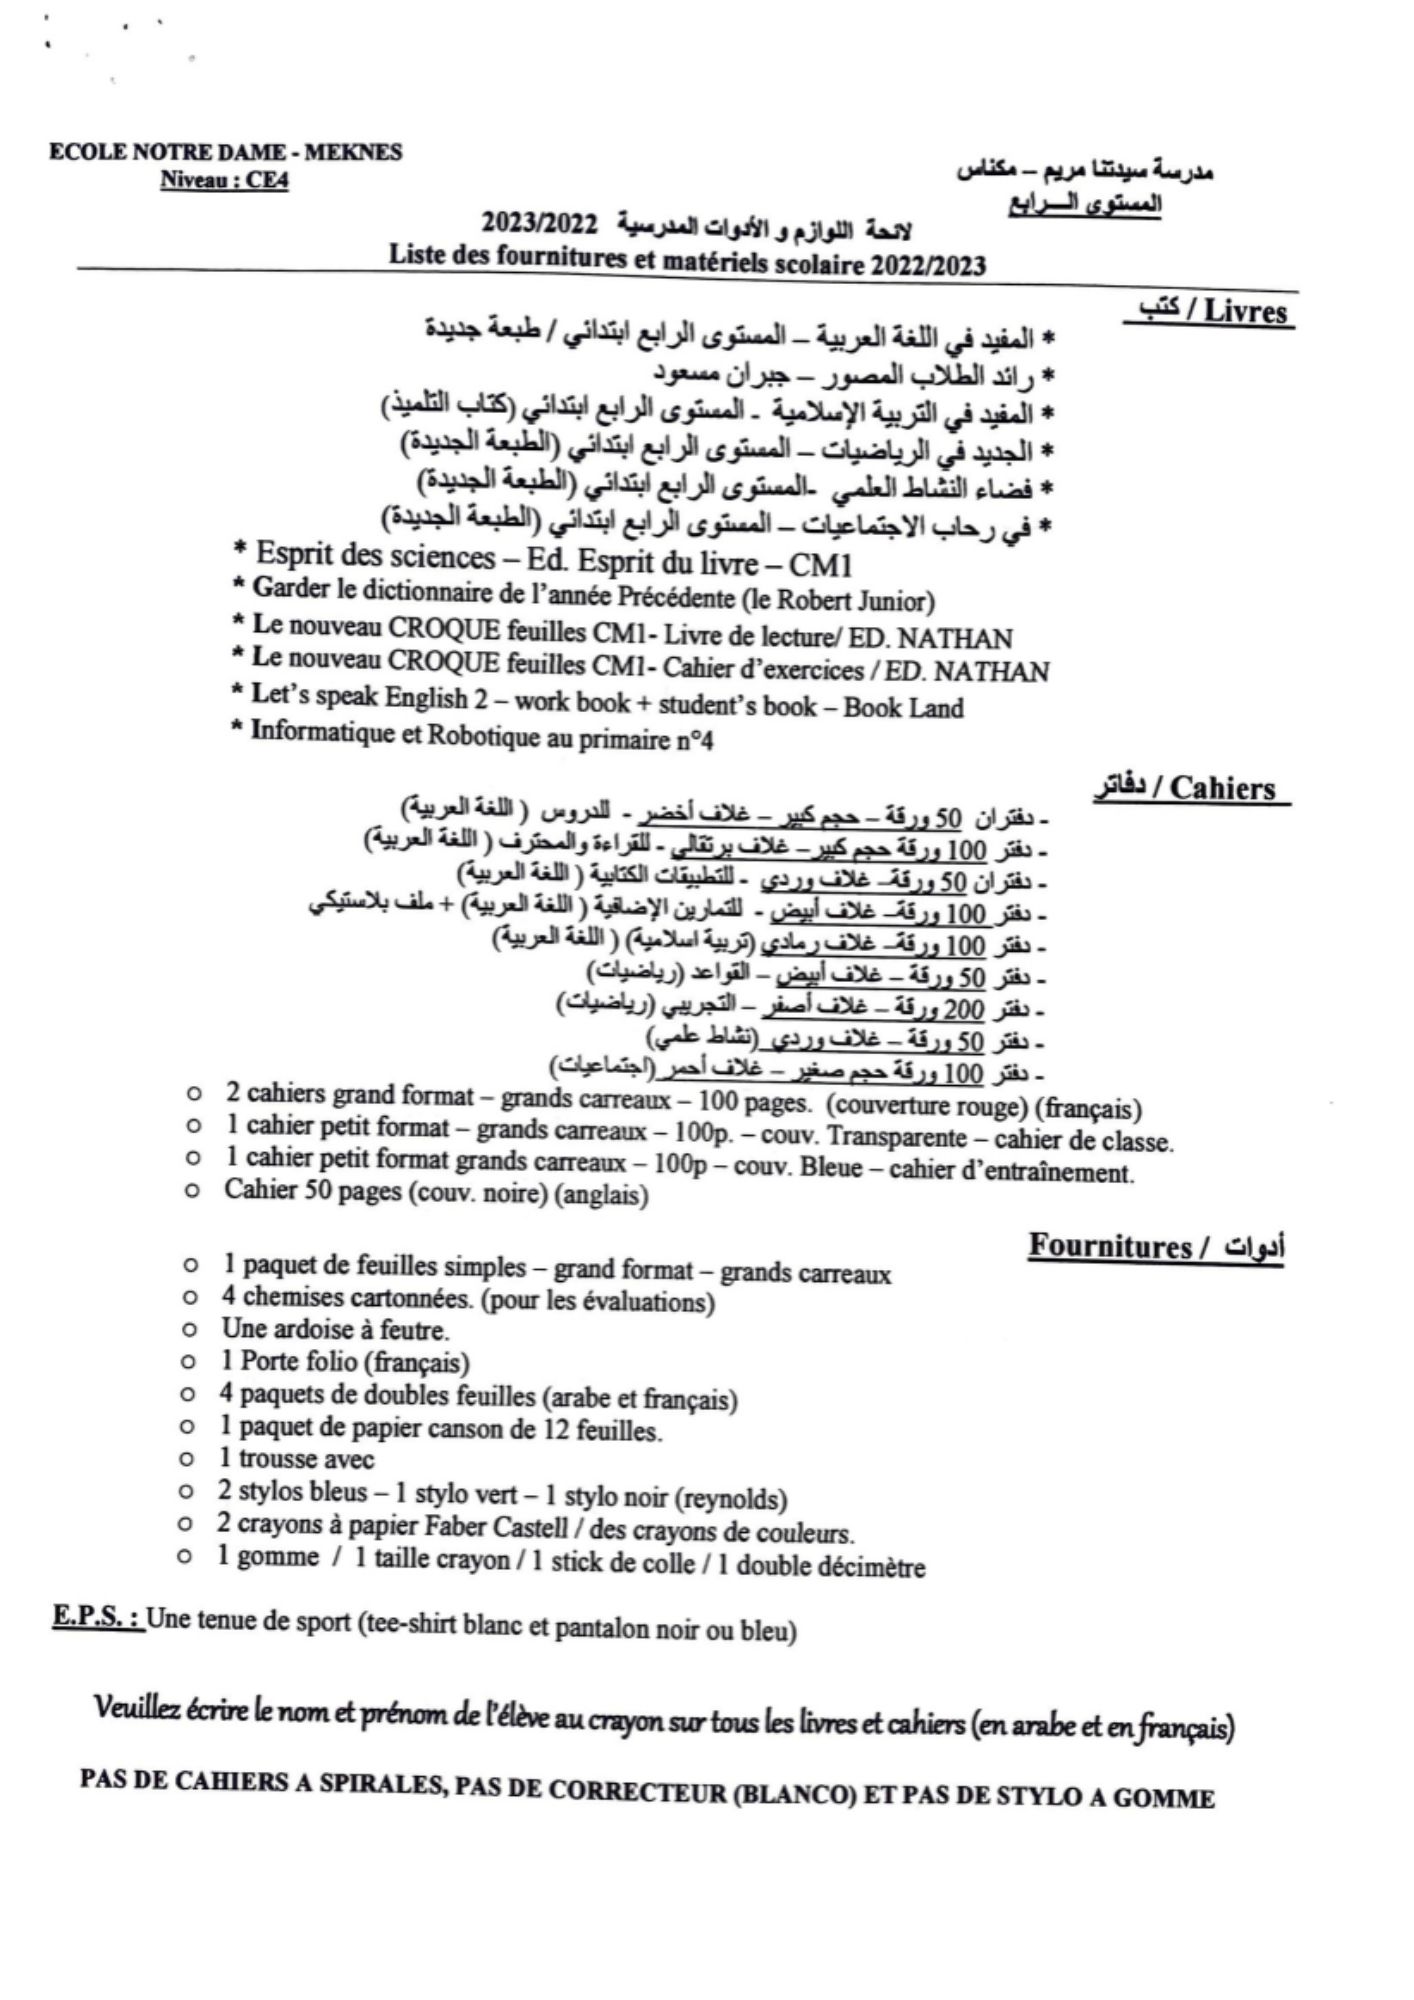 ECOLE NOTRE DAME - MEKNES
Niveau : CE4
مدرسة سيدتنا مريم – مكناس
المستوى الـــرابع
لائحة اللوازم و الأدوات المدرسية 2023/2022
Liste des fournitures et matériels scolaire 2022/2023
كتب / Livres
* المفيد في اللغة العربية – المستوى الرابع ابتدائي / طبعة جديدة
* رائد الطلاب المصور – جبران مسعود
* المفيد في التربية الإسلامية - المستوى الرابع ابتدائي (كتاب التلميذ)
* الجديد في الرياضيات – المستوى الرابع ابتدائي (الطبعة الجديدة)
* فضاء النشاط العلمي -المستوى الرابع ابتدائي (الطبعة الجديدة)
* في رحاب الاجتماعيات – المستوى الرابع ابتدائي (الطبعة الجديدة)
* Esprit des sciences – Ed. Esprit du livre – CM1
* Garder le dictionnaire de l'année Précédente (le Robert Junior)
* Le nouveau CROQUE feuilles CM1- Livre de lecture/ ED. NATHAN
* Le nouveau CROQUE feuilles CM1- Cahier d'exercices / ED. NATHAN
* Let's speak English 2 – work book + student's book – Book Land
* Informatique et Robotique au primaire n°4
دفاتر / Cahiers
- دفتران 50 ورقة – حجم كبير – غلاف أخضر - للدروس ( اللغة العربية)
- دفتر 100 ورقة حجم كبير – غلاف برتقالي - للقراءة والمحترف ( اللغة العربية)
- دفتران 50 ورقة– غلاف وردي - للتطبيقات الكتابية ( اللغة العربية)
- دفتر 100 ورقة– غلاف أبيض - للتمارين الإضافية ( اللغة العربية) + ملف بلاستيكي
- دفتر 100 ورقة– غلاف رمادي (تربية اسلامية) ( اللغة العربية)
- دفتر 50 ورقة – غلاف أبيض – القواعد (رياضيات)
- دفتر 200 ورقة – غلاف أصفر – التجريبي (رياضيات)
- دفتر 50 ورقة – غلاف وردي (نشاط علمي)
- دفتر 100 ورقة حجم صغير – غلاف أحمر (اجتماعيات)
o 2 cahiers grand format – grands carreaux – 100 pages. (couverture rouge) (français)
o 1 cahier petit format – grands carreaux – 100p. – couv. Transparente – cahier de classe.
o 1 cahier petit format grands carreaux – 100p – couv. Bleue – cahier d'entraînement.
o Cahier 50 pages (couv. noire) (anglais)
Fournitures / أدوات
o 1 paquet de feuilles simples – grand format – grands carreaux
o 4 chemises cartonnées. (pour les évaluations)
o Une ardoise à feutre.
o 1 Porte folio (français)
o 4 paquets de doubles feuilles (arabe et français)
o 1 paquet de papier canson de 12 feuilles.
o 1 trousse avec
o 2 stylos bleus – 1 stylo vert – 1 stylo noir (reynolds)
o 2 crayons à papier Faber Castell / des crayons de couleurs.
o 1 gomme / 1 taille crayon / 1 stick de colle / 1 double décimètre
E.P.S. : Une tenue de sport (tee-shirt blanc et pantalon noir ou bleu)
Veuillez écrire le nom et prénom de l'élève au crayon sur tous les livres et cahiers (en arabe et en français)
PAS DE CAHIERS A SPIRALES, PAS DE CORRECTEUR (BLANCO) ET PAS DE STYLO A GOMME